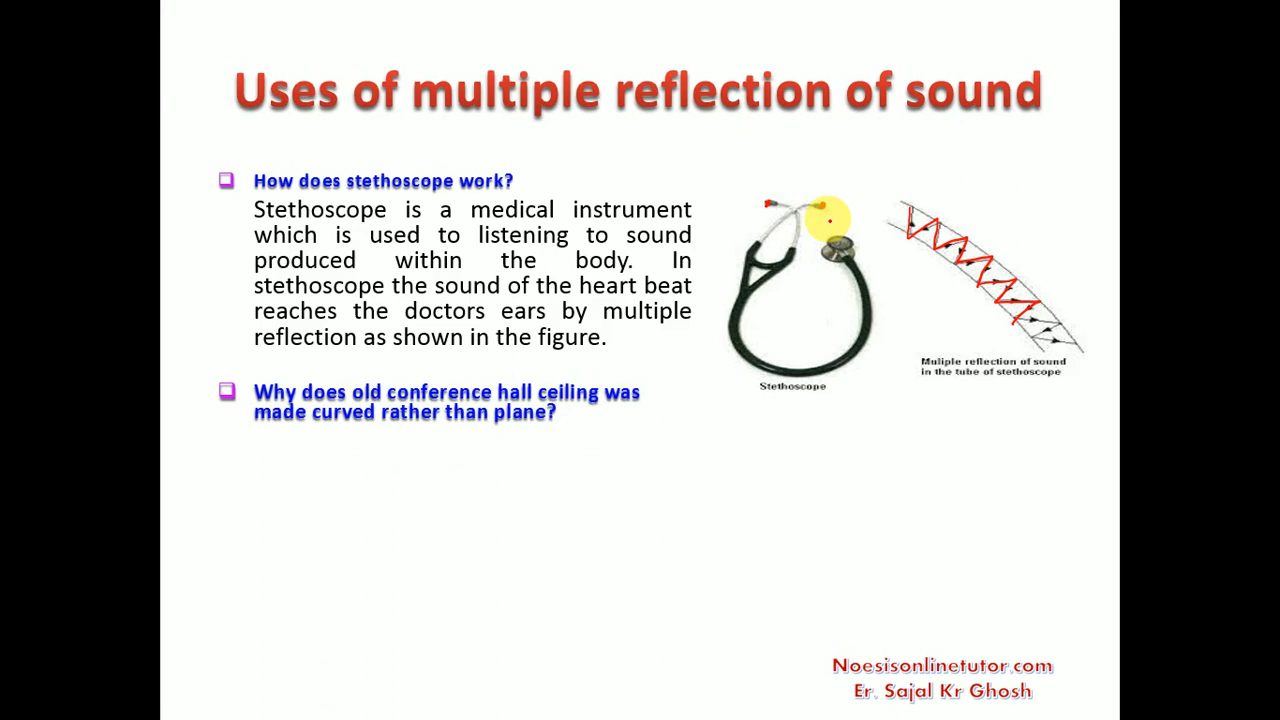 Uses of multiple reflection of sound
How does stethoscope work?
Stethoscope is a medical instrument
which is used to listening to sound
produced within the body. In
stethoscope the sound of the heart beat
reaches the doctors ears by multiple
reflection as shown in the figure.
Stethoscope
Muliple reflection of sound
in the tube of stethoscope
Why does old conference hall ceiling was
made curved rather than plane?
Noesisonlinetutor.com
Er. Sajal Kr Ghosh